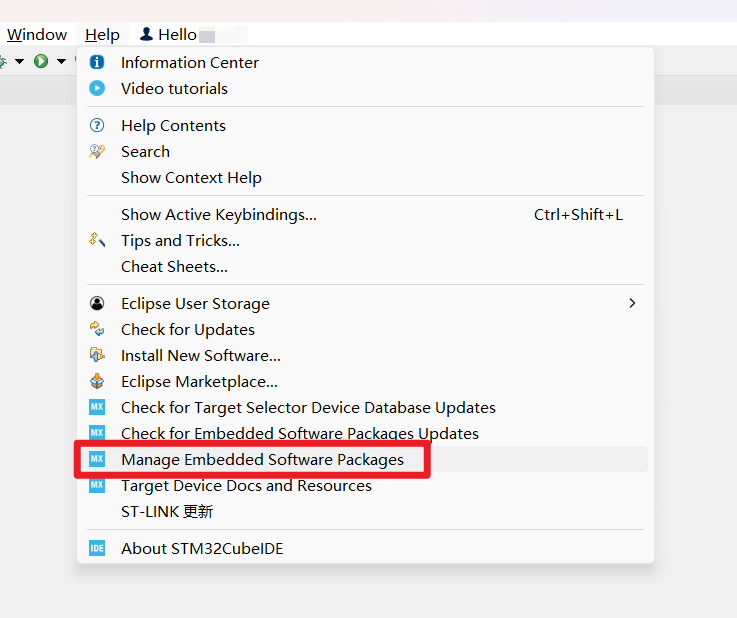 Window Help Hello
Information Center
Video tutorials
Help Contents
Search
Show Context Help
Show Active Keybindings... Ctrl+Shift+L
Tips and Tricks...
Cheat Sheets...
Eclipse User Storage
Check for Updates
Install New Software...
Eclipse Marketplace...
MX Check for Target Selector Device Database Updates
MX Check for Embedded Software Packages Updates
MX Manage Embedded Software Packages
MX Target Device Docs and Resources
ST-LINK 更新
IDE About STM32CubeIDE